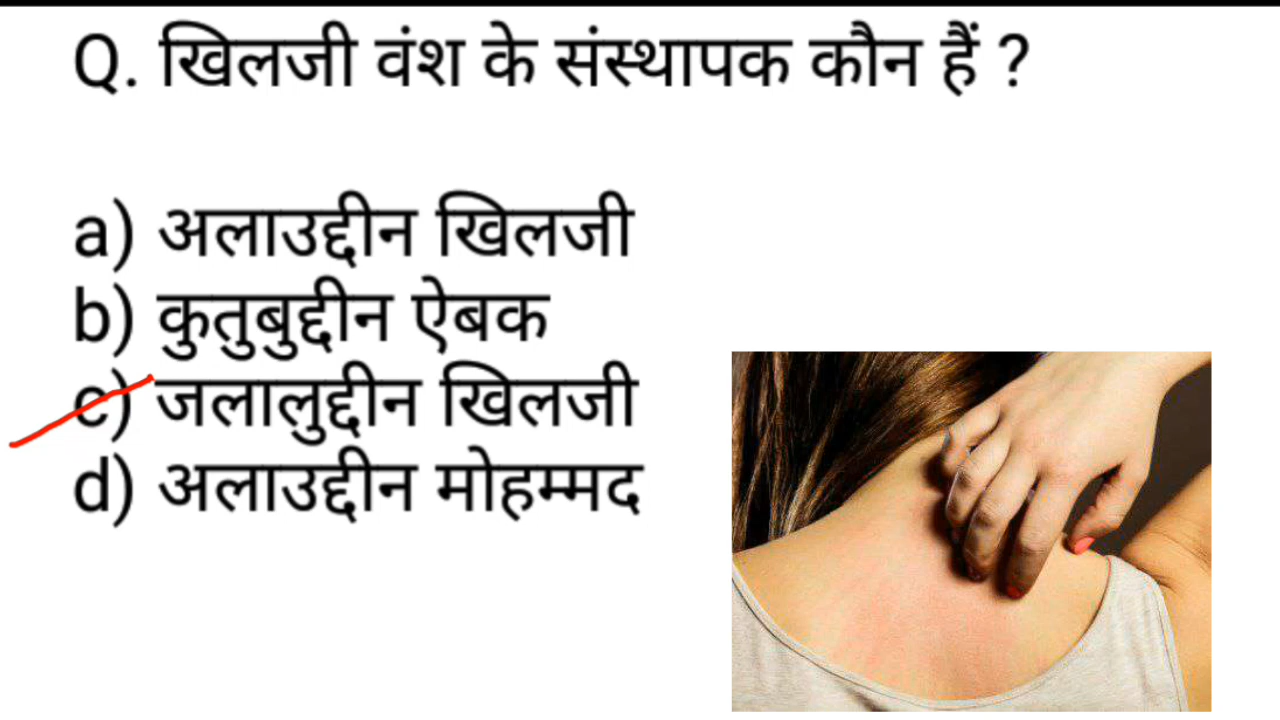 Q. खिलजी वंश के संस्थापक कौन हैं ?
a) अलाउद्दीन खिलजी
b) कुतुबुद्दीन ऐबक
c) जलालुद्दीन खिलजी
d) अलाउद्दीन मोहम्मद